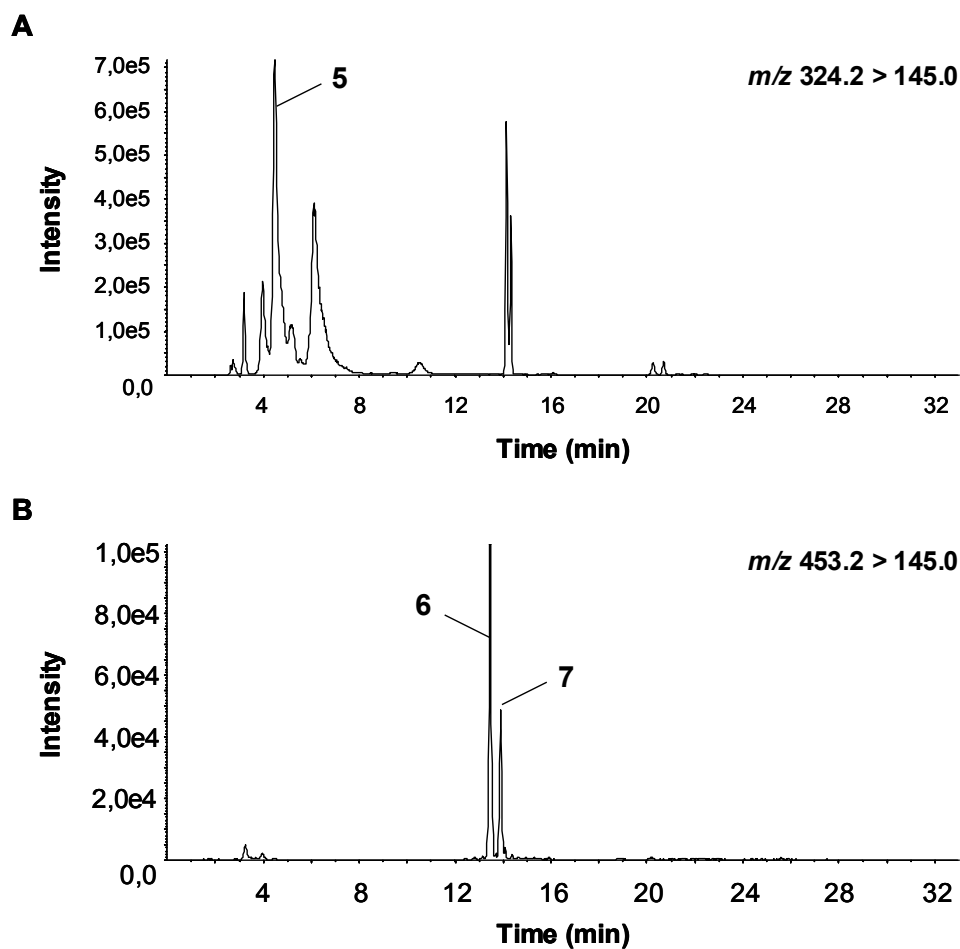 A
7,0e5
5
m/z 324.2 > 145.0
6,0e5
5,0e5
4,0e5
3,0e5
2,0e5
1,0e5
0,0
Intensity
4 8 12 16 20 24 28 32
Time (min)
B
1,0e5
m/z 453.2 > 145.0
8,0e4
6
6,0e4
7
4,0e4
2,0e4
0,0
Intensity
4 8 12 16 20 24 28 32
Time (min)